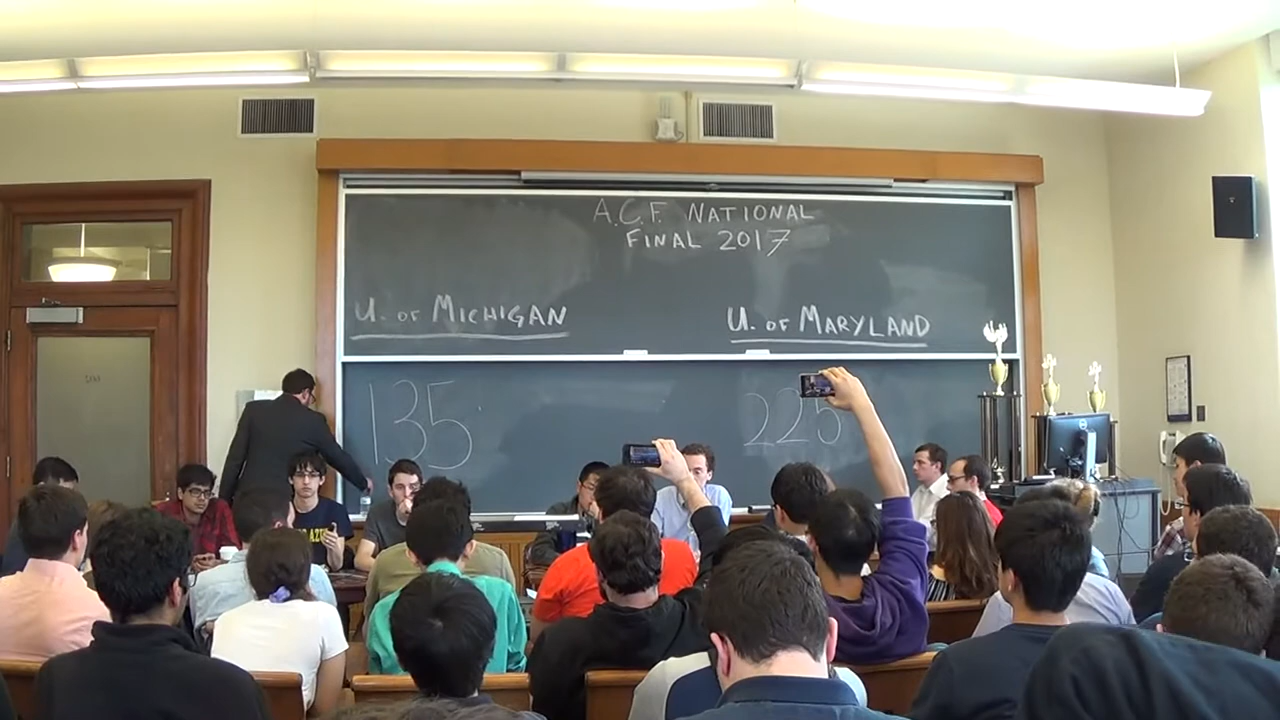 A.C.F. NATIONAL
FINAL 2017
U. OF MICHIGAN
U. OF MARYLAND
135
225